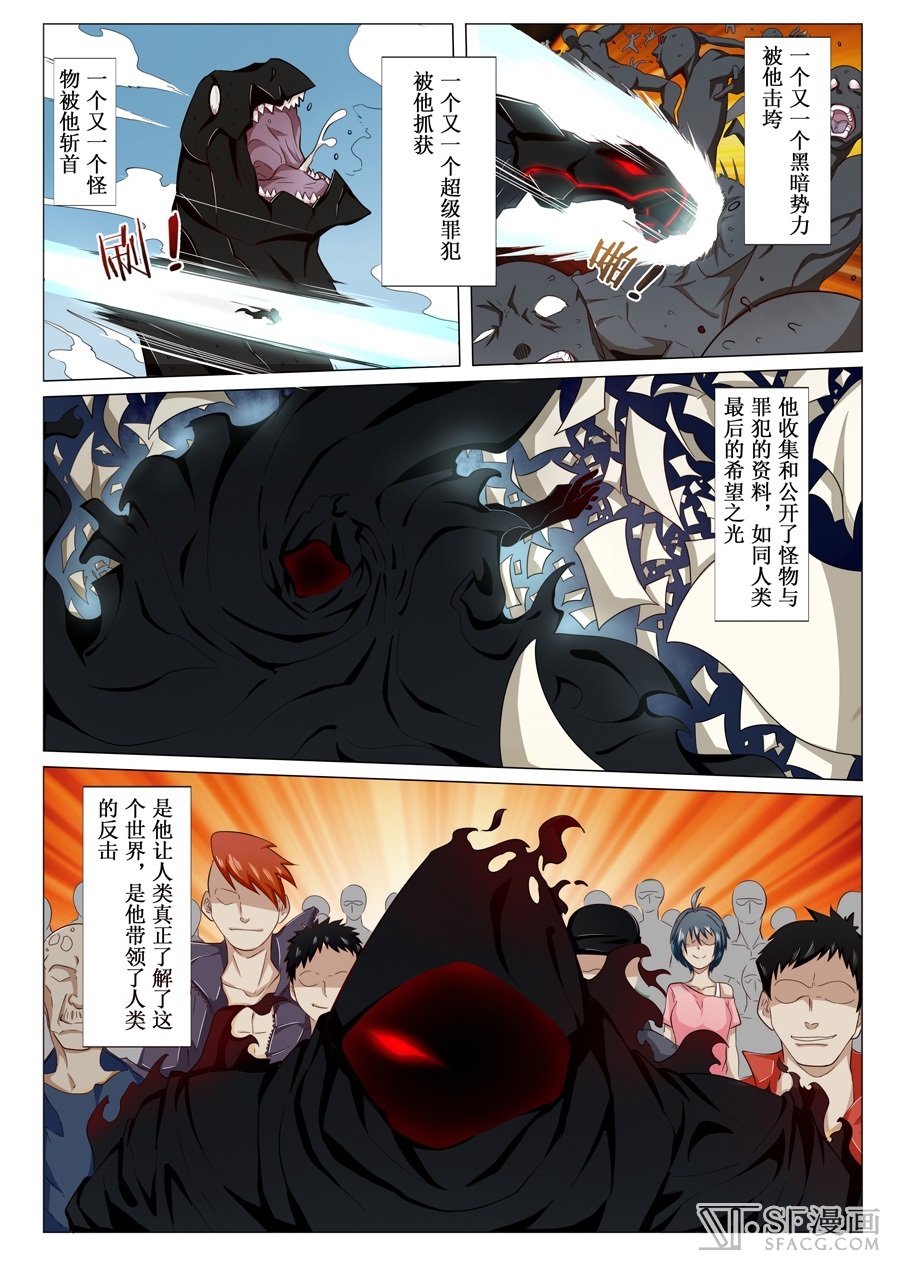 一个又一个怪
物被他斩首
一个又一个超级罪犯
被他抓获
一个又一个黑暗势力
被他击垮
刷！
轰！
他收集和公开了怪物与
罪犯的资料，如同人类
最后的希望之光
是他让人类真正了解了这
个世界，是他带领了人类
的反击
SF漫画
SFACG.COM